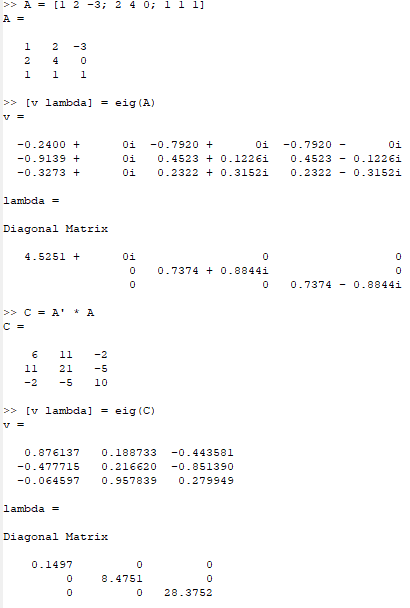 >> A = [1 2 -3; 2 4 0; 1 1 1]
A =
1 2 -3
2 4 0
1 1 1
>> [v lambda] = eig(A)
v =
-0.2400 + 0i -0.7920 + 0i -0.7920 - 0i
-0.9139 + 0i 0.4523 + 0.1226i 0.4523 - 0.1226i
-0.3273 + 0i 0.2322 + 0.3152i 0.2322 - 0.3152i
lambda =
Diagonal Matrix
4.5251 + 0i 0 0
0 0.7374 + 0.8844i 0
0 0 0.7374 - 0.8844i
>> C = A' * A
C =
6 11 -2
11 21 -5
-2 -5 10
>> [v lambda] = eig(C)
v =
0.876137 0.188733 -0.443581
-0.477715 0.216620 -0.851390
-0.064597 0.957839 0.279949
lambda =
Diagonal Matrix
0.1497 0 0
0 8.4751 0
0 0 28.3752